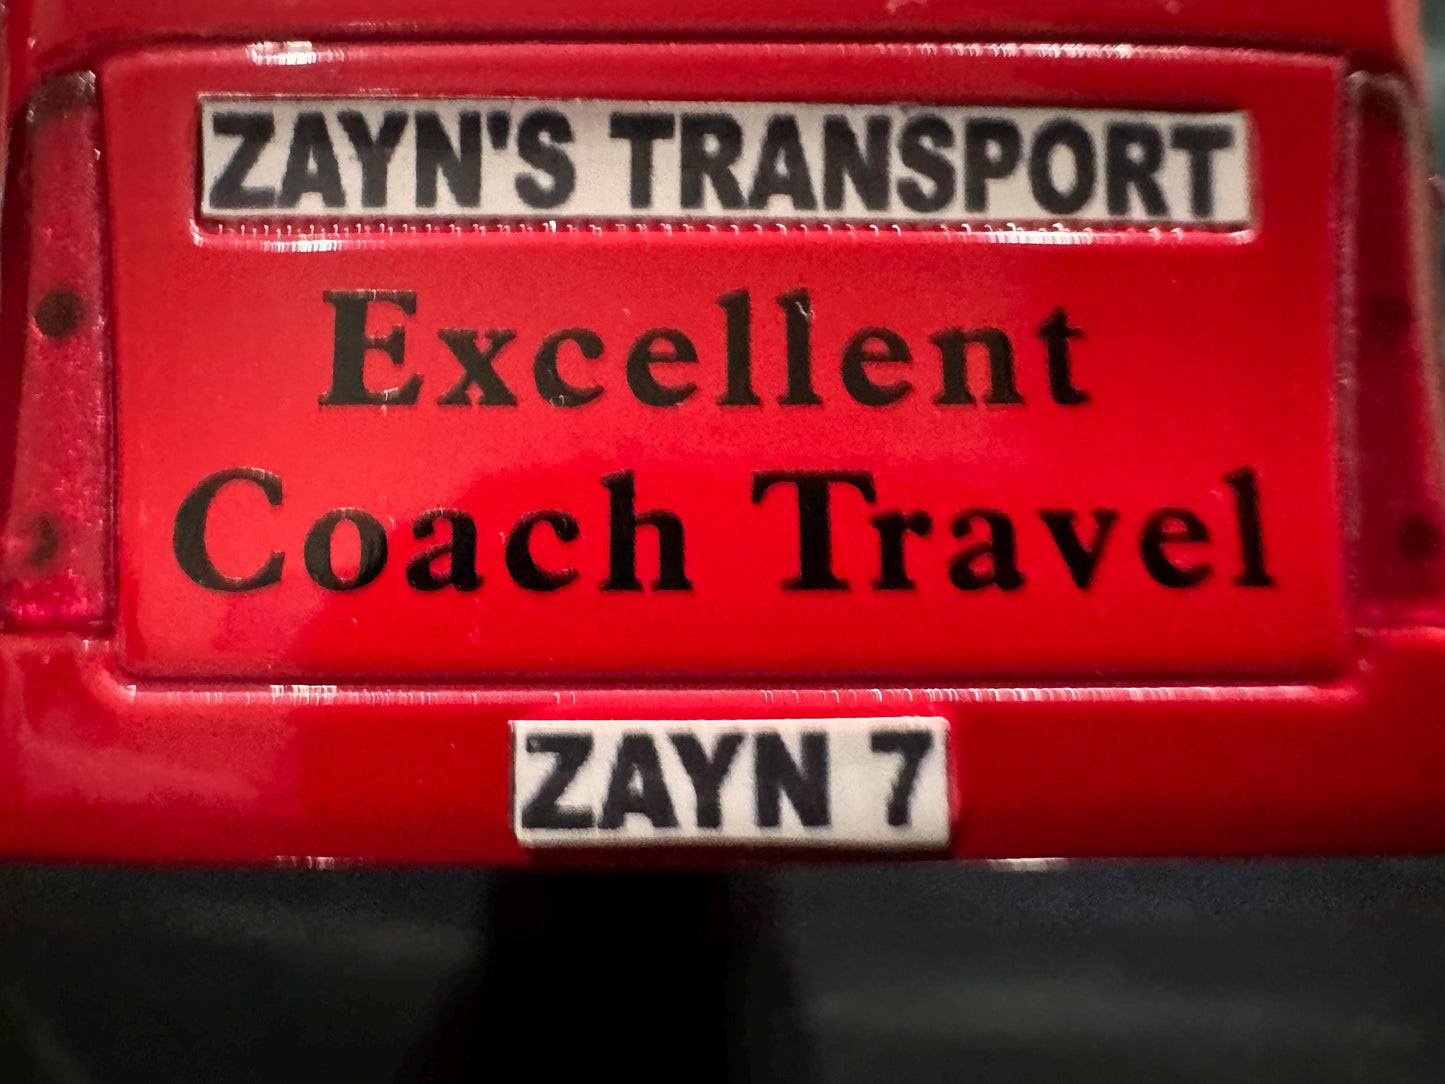 ZAYN'S TRANSPORT
Excellent
Coach Travel
ZAYN 7